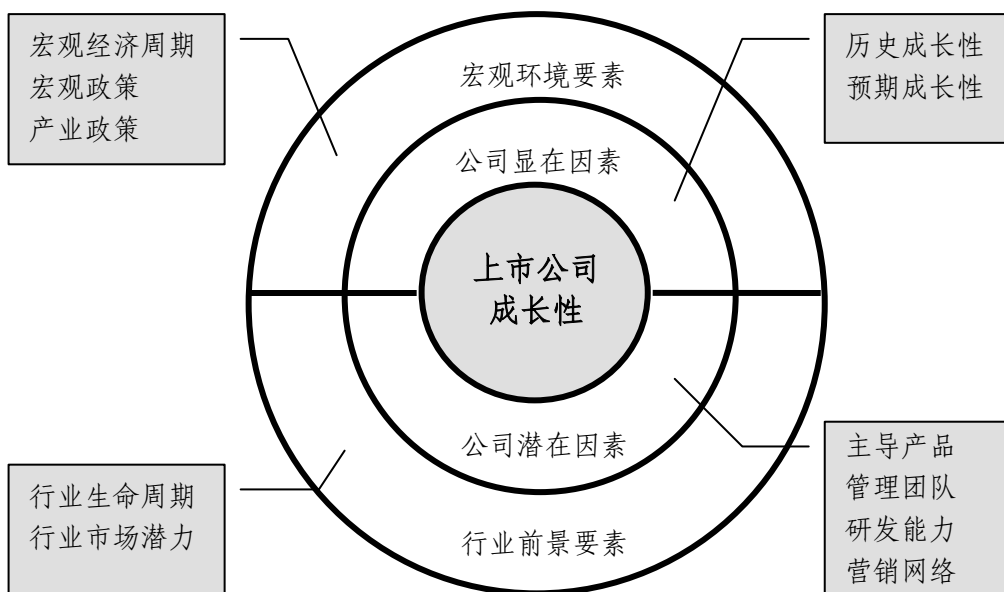 宏观经济周期
宏观政策
产业政策
宏观环境要素
历史成长性
预期成长性
公司显在因素
上市公司
成长性
公司潜在因素
行业生命周期
行业市场潜力
行业前景要素
主导产品
管理团队
研发能力
营销网络